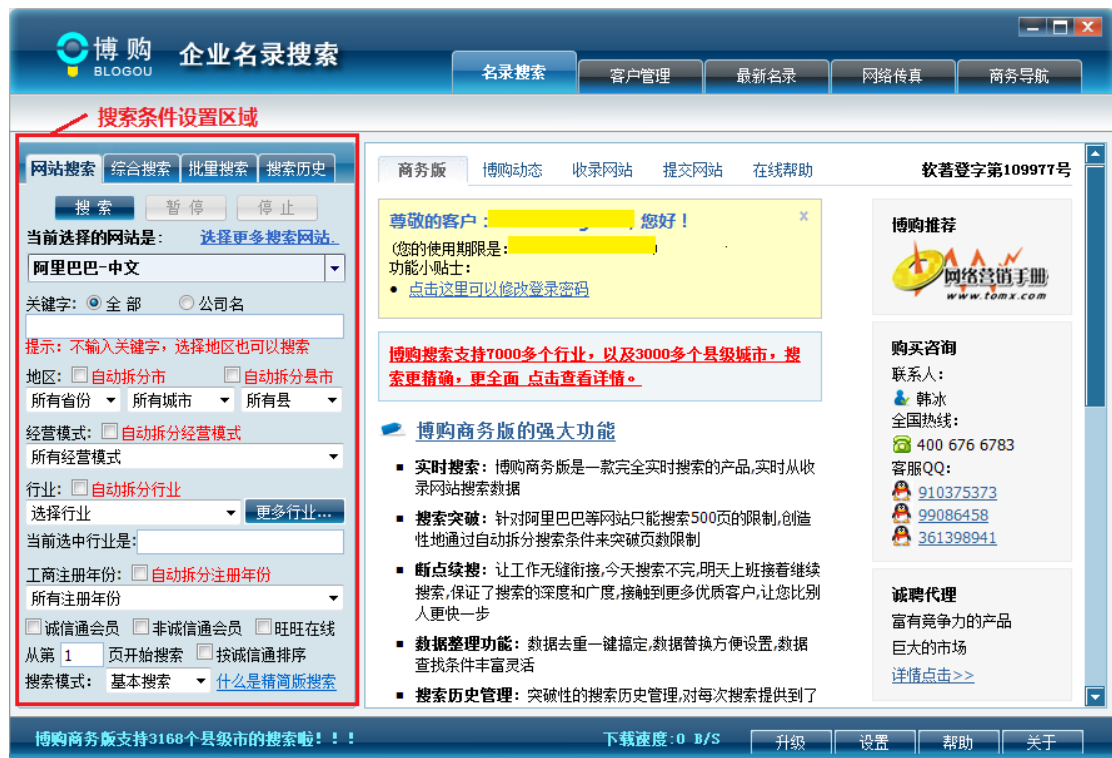 博购
BLOGOU
企业名录搜索
名录搜索 客户管理 最新名录 网络传真 商务导航
搜索条件设置区域
网站搜索 综合搜索 批量搜索 搜索历史
搜 索 暂 停 停 止
当前选择的网站是: 选择更多搜索网站.
阿里巴巴-中文
关键字: 全 部 公司名
提示: 不输入关键字，选择地区也可以搜索
地区: 自动拆分市 自动拆分县市
所有省份 所有城市 所有县
经营模式: 自动拆分经营模式
所有经营模式
行业: 自动拆分行业
选择行业 更多行业...
当前选中行业是:
工商注册年份: 自动拆分注册年份
所有注册年份
诚信通会员 非诚信通会员 旺旺在线
从第 1 页开始搜索 按诚信通排序
搜索模式: 基本搜索 什么是精简版搜索
商务版 博购动态 收录网站 提交网站 在线帮助
软著登字第109977号
尊敬的客户: 您好！ x
(您的使用期限是: )
功能小贴士:
• 点击这里可以修改登录密码
博购搜索支持7000多个行业，以及3000多个县级城市，搜
索更精确，更全面 点击查看详情。
博购商务版的强大功能
▪ 实时搜索: 博购商务版是一款完全实时搜索的产品,实时从收
录网站搜索数据
▪ 搜索突破: 针对阿里巴巴等网站只能搜索500页的限制,创造
性地通过自动拆分搜索条件来突破页数限制
▪ 断点续搜: 让工作无缝衔接,今天搜索不完,明天上班接着继续
搜索,保证了搜索的深度和广度,接触到更多优质客户,让您比别
人更快一步
▪ 数据整理功能: 数据去重一键搞定,数据替换方便设置,数据
查找条件丰富灵活
▪ 搜索历史管理: 突破性的搜索历史管理,对每次搜索提供到了
博购推荐
网络营销手册
www.tomx.com
购买咨询
联系人:
韩冰
全国热线:
400 676 6783
客服QQ:
910375373
99086458
361398941
诚聘代理
富有竞争力的产品
巨大的市场
详情点击>>
博购商务版支持3168个县级市的搜索啦！！！
下载速度:0 B/S
升级 设置 帮助 关于